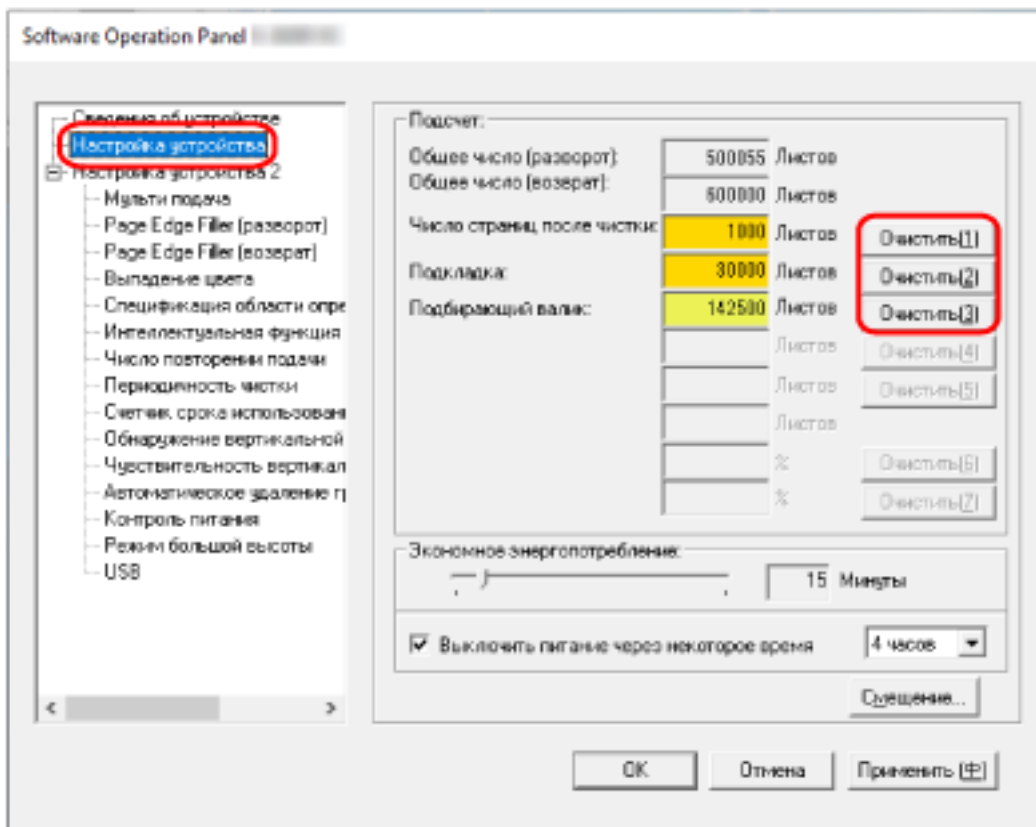 Software Operation Panel
Сведения об устройстве
Настройка устройства
Настройка устройства 2
Мульти подача
Page Edge Filler (разворот)
Page Edge Filler (возврат)
Выпадение цвета
Спецификация области опре
Интеллектуальная функция
Число повторении подачи
Периодичность чистки
Счетчик срока использовани
Обнаружение вертикальной
Чувствительность вертикал
Автоматическое удаление г
Контроль питания
Режим большой высоты
USB
Подсчет:
Общее число (разворот): 500055 Листов
Общее число (возврат): 600000 Листов
Число страниц после чистки: 1000 Листов Очистить(1)
Подкладка: 30000 Листов Очистить(2)
Подбирающий валик: 142500 Листов Очистить(3)
Листов Очистить(4)
Листов Очистить(5)
Листов
% Очистить(6)
% Очистить(7)
Экономное энергопотребление:
15 Минуты
Выключить питание через некоторое время 4 часов
Смещение...
OK Отмена Применить (中)